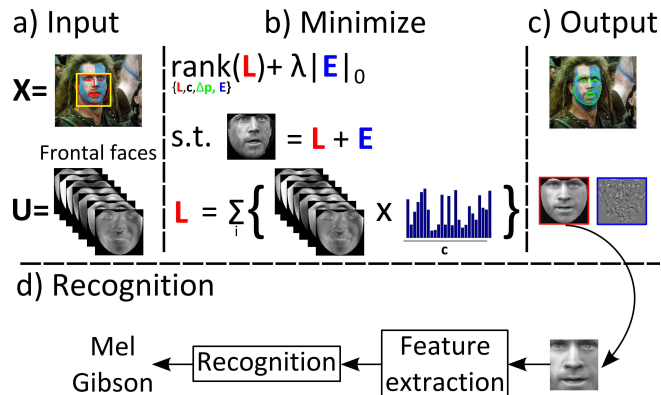 a) Input
b) Minimize
c) Output
X=
rank(L)+ λ|E|₀
{L,c,Δp, E}
s.t. = L + E
Frontal faces
U=
L = Σ { X }
i
c
d) Recognition
Mel Gibson
Recognition
Feature extraction